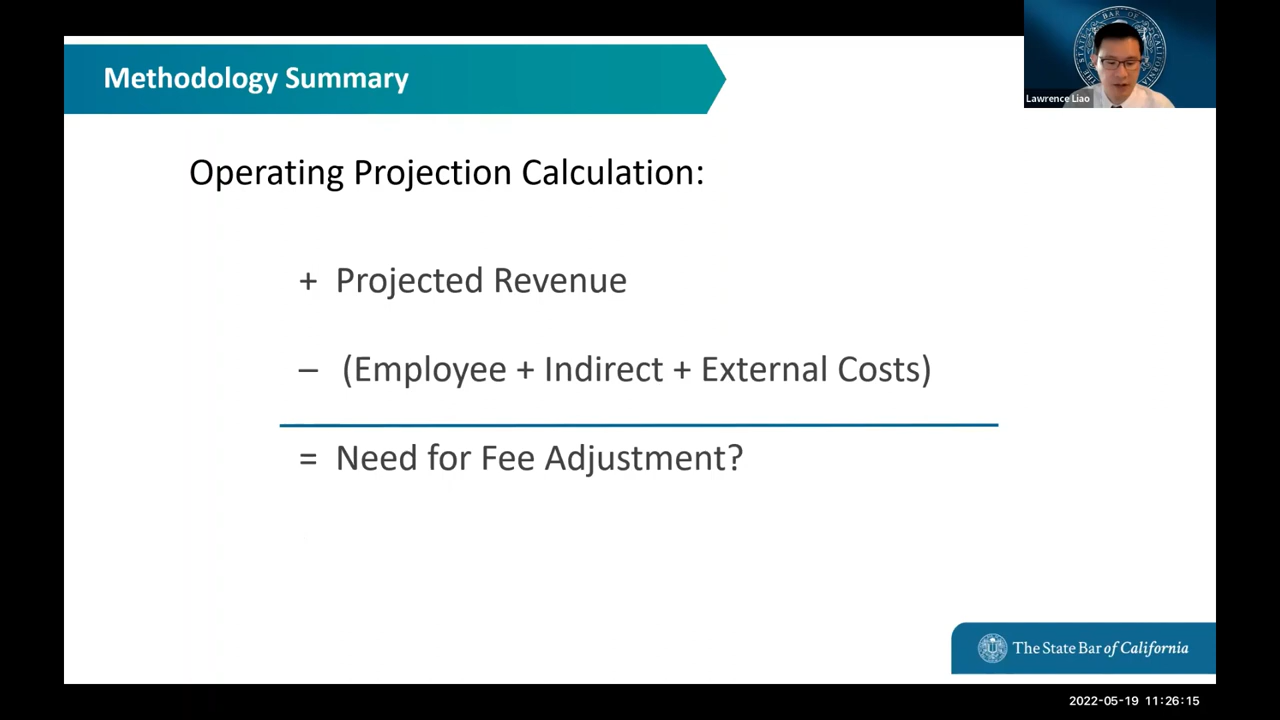 Methodology Summary
Lawrence Liao
Operating Projection Calculation:
+ Projected Revenue
– (Employee + Indirect + External Costs)
= Need for Fee Adjustment?
The State Bar of California
2022-05-19 11:26:15